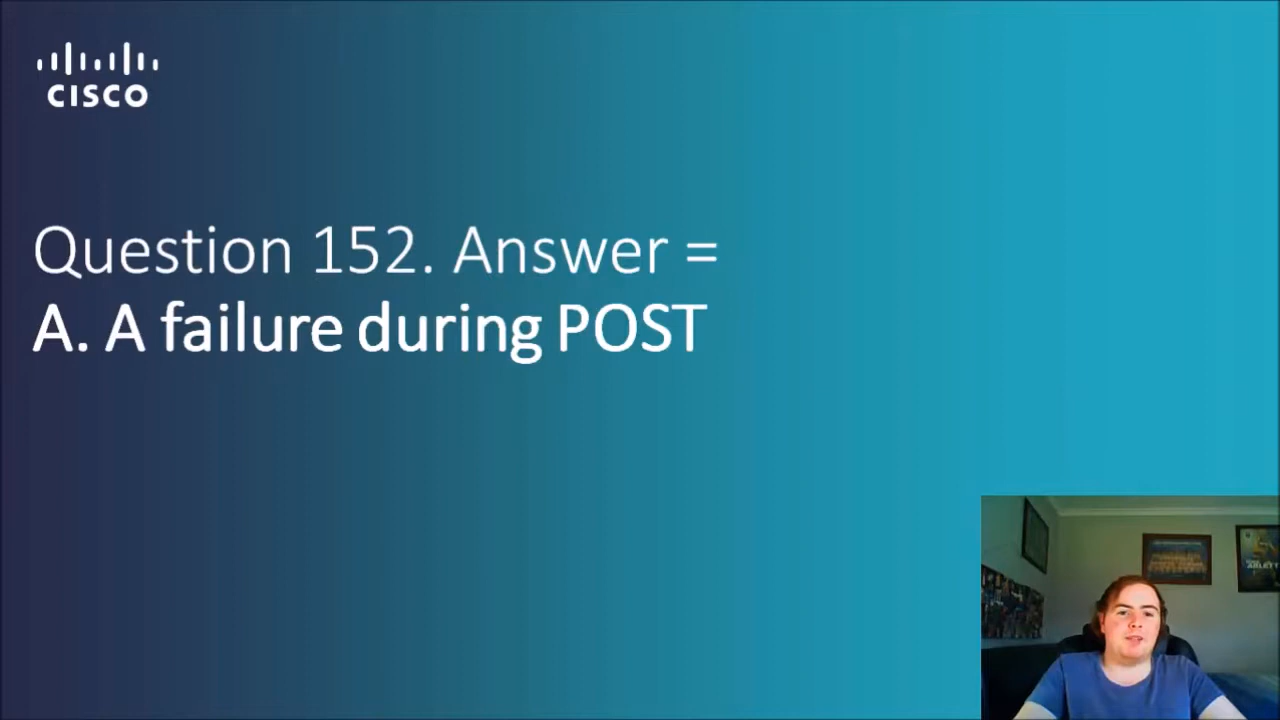 CISCO
Question 152. Answer =
A. A failure during POST